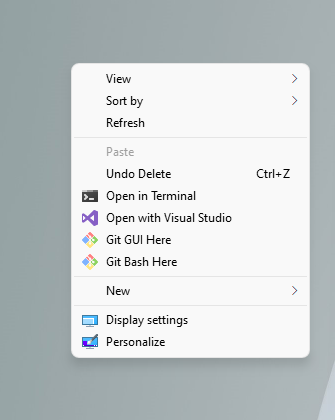 View
Sort by
Refresh
Paste
Undo Delete Ctrl+Z
Open in Terminal
Open with Visual Studio
Git GUI Here
Git Bash Here
New
Display settings
Personalize